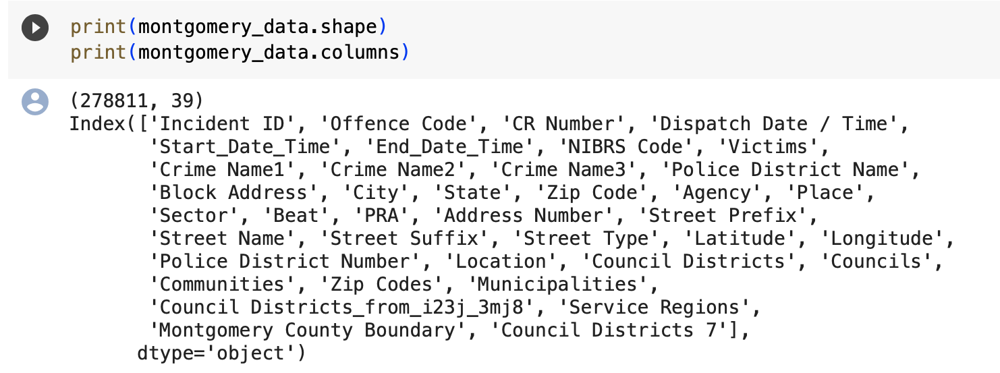 print(montgomery_data.shape)
print(montgomery_data.columns)
(278811, 39)
Index(['Incident ID', 'Offence Code', 'CR Number', 'Dispatch Date / Time',
'Start_Date_Time', 'End_Date_Time', 'NIBRS Code', 'Victims',
'Crime Name1', 'Crime Name2', 'Crime Name3', 'Police District Name',
'Block Address', 'City', 'State', 'Zip Code', 'Agency', 'Place',
'Sector', 'Beat', 'PRA', 'Address Number', 'Street Prefix',
'Street Name', 'Street Suffix', 'Street Type', 'Latitude', 'Longitude',
'Police District Number', 'Location', 'Council Districts', 'Councils',
'Communities', 'Zip Codes', 'Municipalities',
'Council Districts_from_i23j_3mj8', 'Service Regions',
'Montgomery County Boundary', 'Council Districts 7'],
dtype='object')